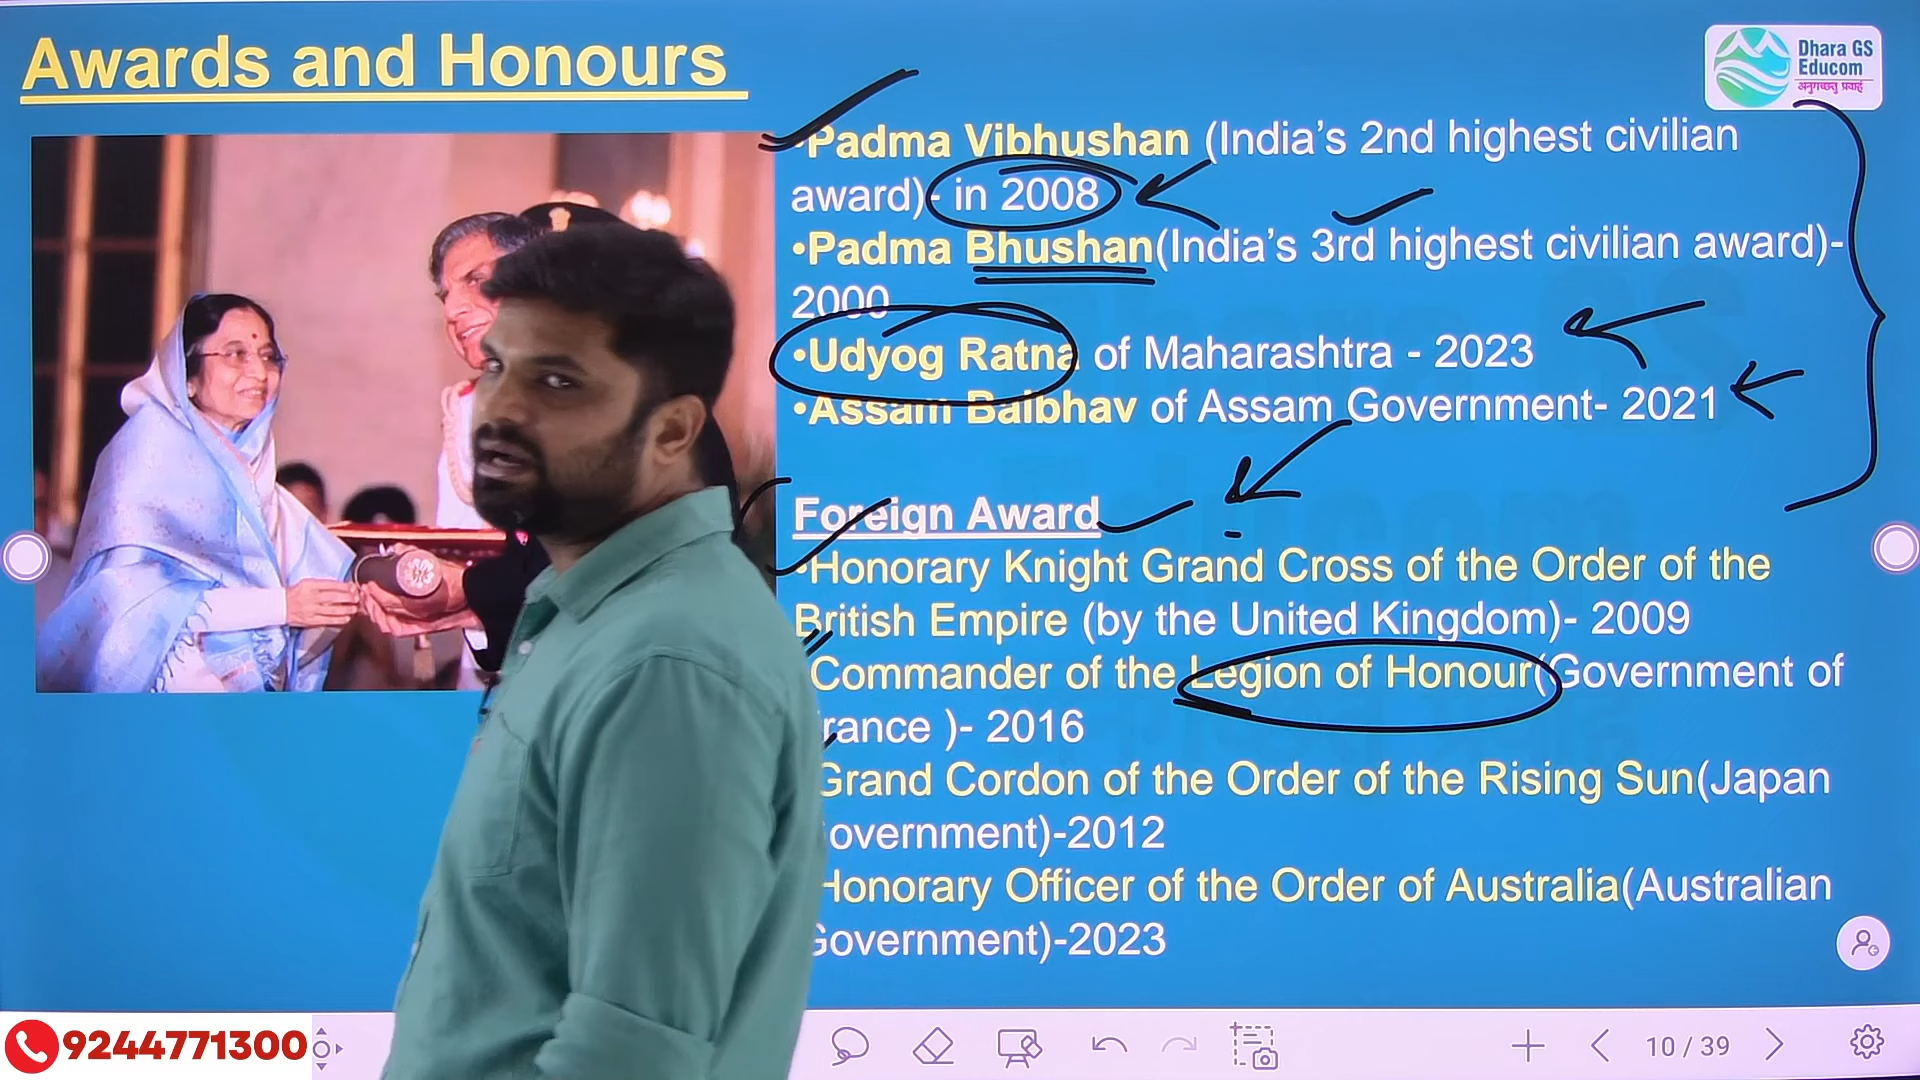 Awards and Honours
Dhara GS
Educom
अनुगच्छतु प्रवाहं
•Padma Vibhushan (India’s 2nd highest civilian
award)- in 2008
•Padma Bhushan(India’s 3rd highest civilian award)-
2000
•Udyog Ratna of Maharashtra - 2023
•Assam Baibhav of Assam Government- 2021
Foreign Award
•Honorary Knight Grand Cross of the Order of the
British Empire (by the United Kingdom)- 2009
Commander of the Legion of Honour(Government of
rance )- 2016
Grand Cordon of the Order of the Rising Sun(Japan
overnment)-2012
Honorary Officer of the Order of Australia(Australian
Government)-2023
9244771300
10 / 39